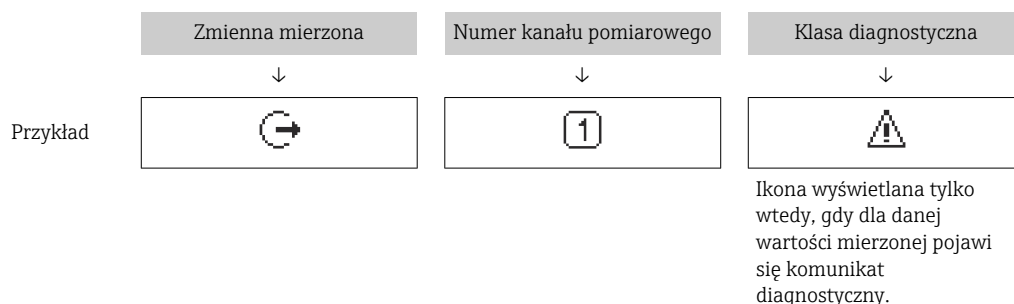 Zmienna mierzona Numer kanału pomiarowego Klasa diagnostyczna
↓ ↓ ↓
Przykład 1
Ikona wyświetlana tylko
wtedy, gdy dla danej
wartości mierzonej pojawi
się komunikat
diagnostyczny.